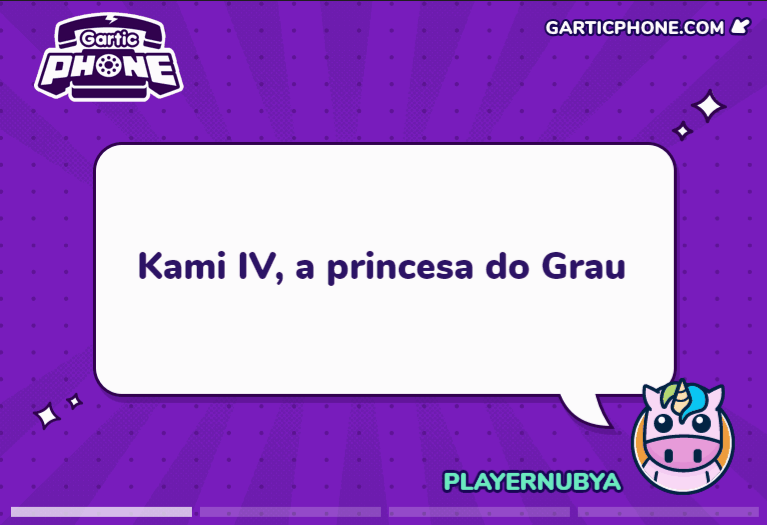 Gartic
PHONE
GARTICPHONE.COM
Kami IV, a princesa do Grau
PLAYERNUBYA